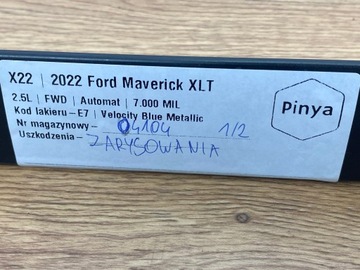 X22 | 2022 Ford Maverick XLT
2.5L | FWD | Automat | 7.000 MIL
Kod lakieru - E7 | Velocity Blue Metallic
Nr magazynowy - 04104 1/2
Uszkodzenia - ZARYSOWANIA
Pinya